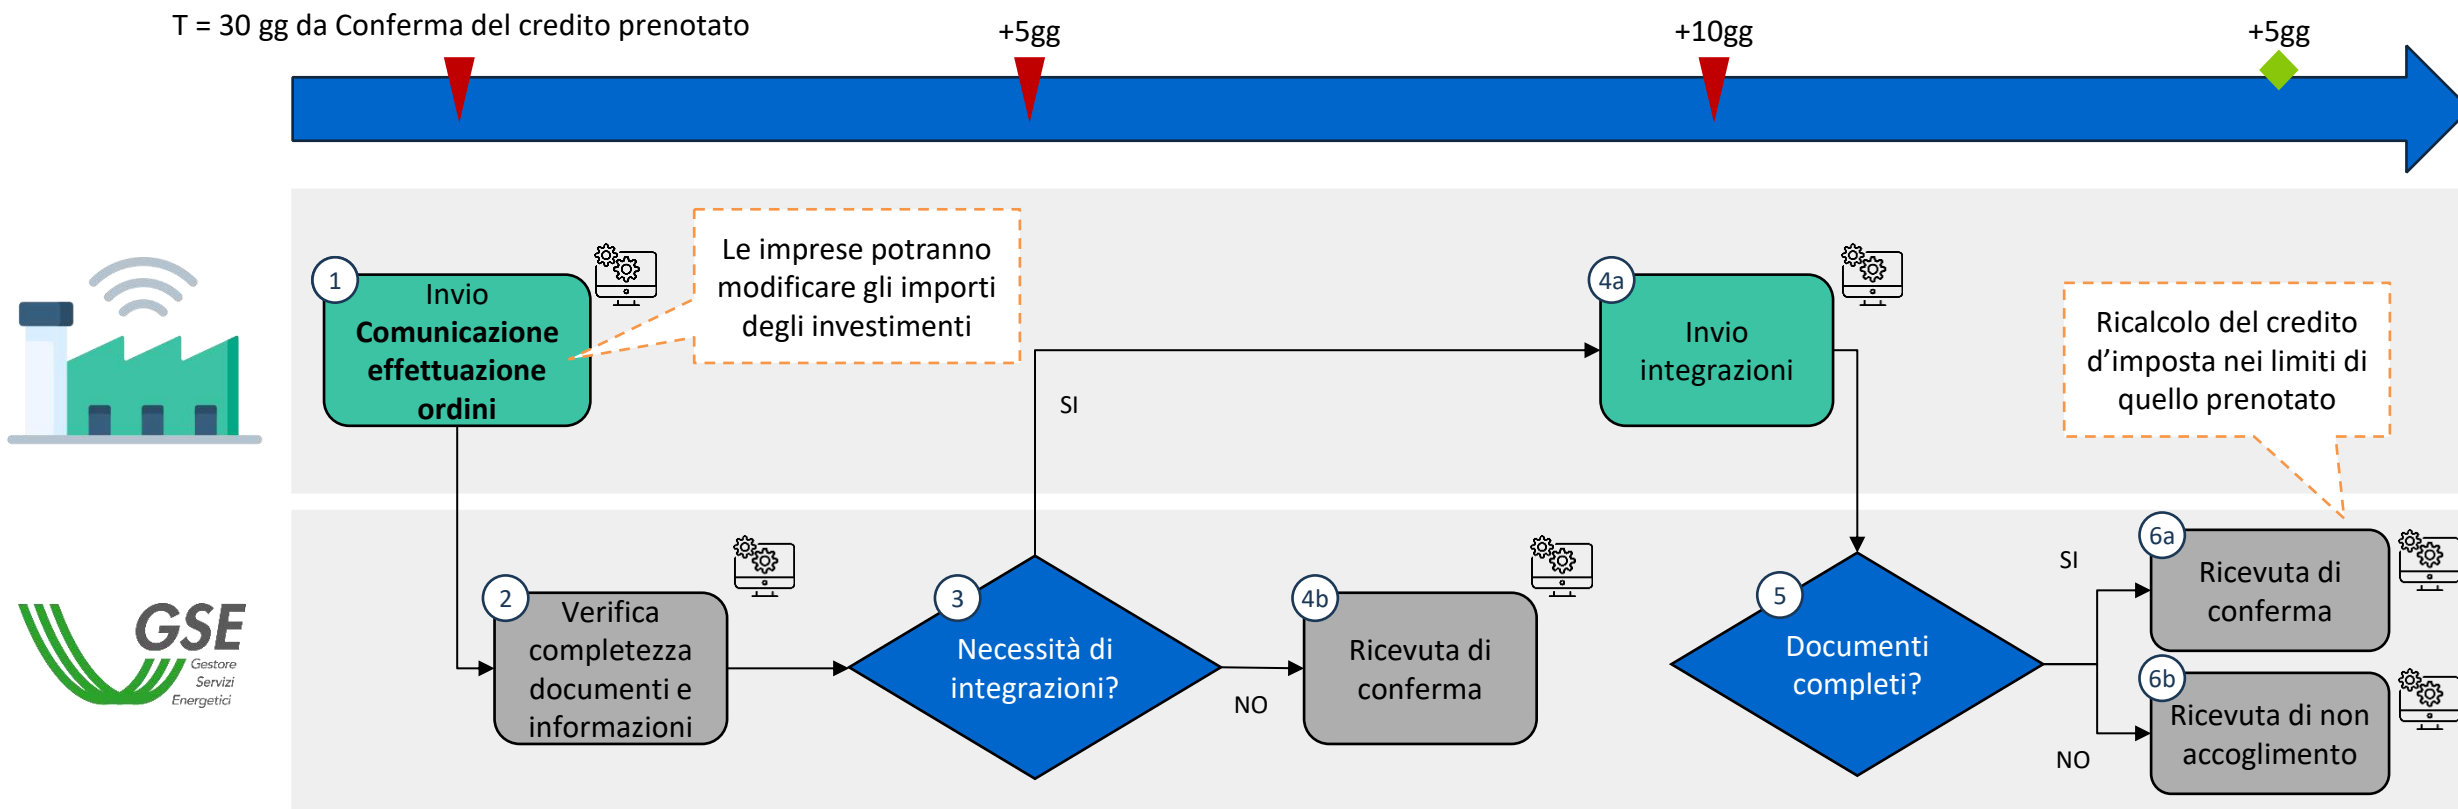 T = 30 gg da Conferma del credito prenotato
+5gg
+10gg
+5gg
1
Invio
Comunicazione
effettuazione
ordini
Le imprese potranno
modificare gli importi
degli investimenti
4a
Invio
integrazioni
Ricalcolo del credito
d’imposta nei limiti di
quello prenotato
SI
GSE
Gestore
Servizi
Energetici
2
Verifica
completezza
documenti e
informazioni
3
Necessità di
integrazioni?
NO
4b
Ricevuta di
conferma
5
Documenti
completi?
SI
6a
Ricevuta di
conferma
NO
6b
Ricevuta di non
accoglimento